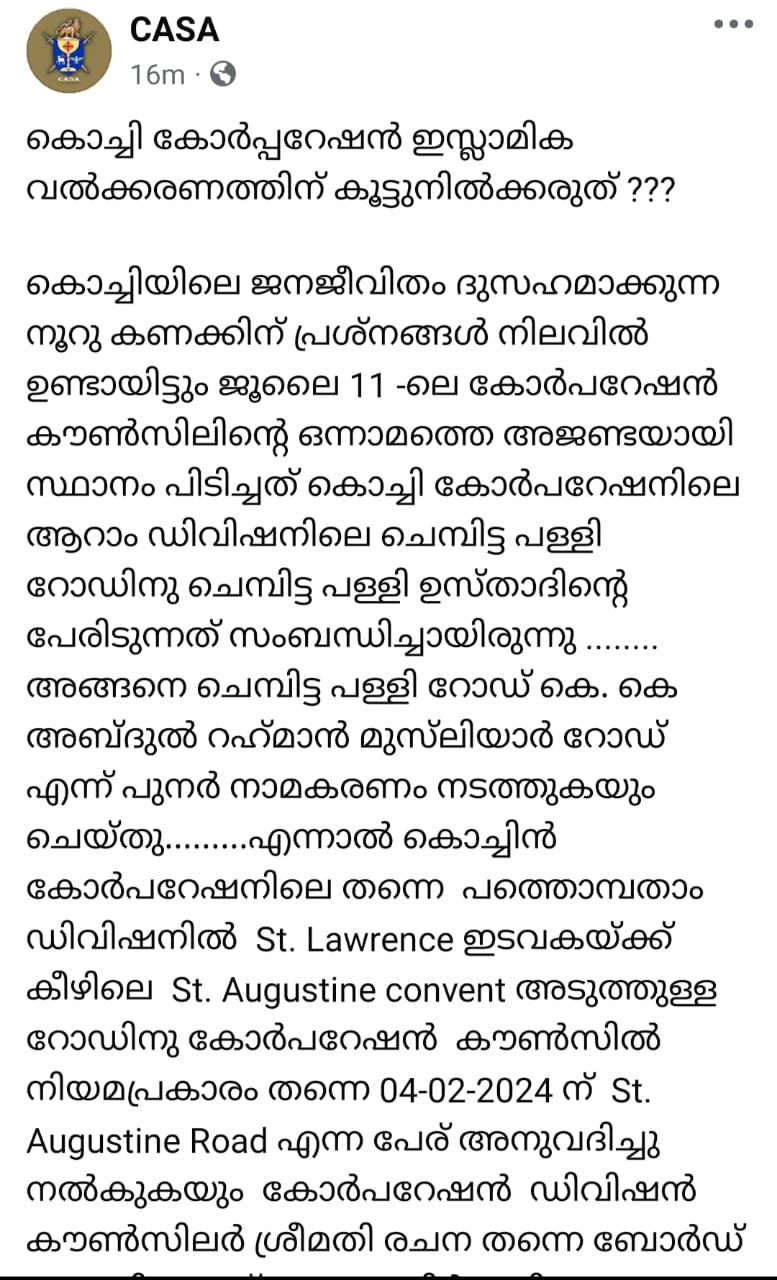 CASA
16m ·
CASA
കൊച്ചി കോർപ്പറേഷൻ ഇസ്ലാമിക
വൽക്കരണത്തിന് കൂട്ടുനിൽക്കരുത് ???
കൊച്ചിയിലെ ജനജീവിതം ദുസഹമാക്കുന്ന
നൂറു കണക്കിന് പ്രശ്നങ്ങൾ നിലവിൽ
ഉണ്ടായിട്ടും ജൂലൈ 11 -ലെ കോർപറേഷൻ
കൗൺസിലിന്റെ ഒന്നാമത്തെ അജണ്ടയായി
സ്ഥാനം പിടിച്ചത് കൊച്ചി കോർപറേഷനിലെ
ആറാം ഡിവിഷനിലെ ചെമ്പിട്ട പള്ളി
റോഡിനു ചെമ്പിട്ട പള്ളി ഉസ്താദിന്റെ
പേരിടുന്നത് സംബന്ധിച്ചായിരുന്നു ........
അങ്ങനെ ചെമ്പിട്ട പള്ളി റോഡ് കെ. കെ
അബ്ദുൽ റഹ്മാൻ മുസ്ലിയാർ റോഡ്
എന്ന് പുനർ നാമകരണം നടത്തുകയും
ചെയ്തു.........എന്നാൽ കൊച്ചിൻ
കോർപറേഷനിലെ തന്നെ പത്തൊമ്പതാം
ഡിവിഷനിൽ St. Lawrence ഇടവകയ്ക്ക്
കീഴിലെ St. Augustine convent അടുത്തുള്ള
റോഡിനു കോർപറേഷൻ കൗൺസിൽ
നിയമപ്രകാരം തന്നെ 04-02-2024 ന് St.
Augustine Road എന്ന പേര് അനുവദിച്ചു
നൽകുകയും കോർപറേഷൻ ഡിവിഷൻ
കൗൺസിലർ ശ്രീമതി രചന തന്നെ ബോർഡ്